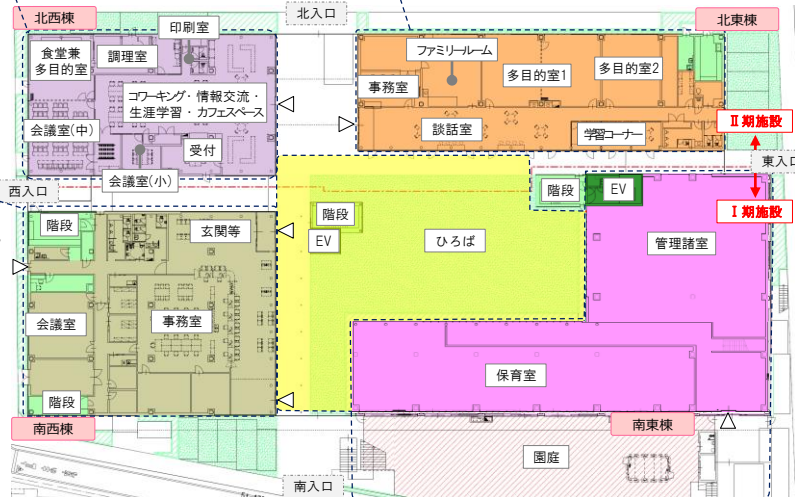 北西棟
印刷室
北入口
北東棟
食堂兼
多目的室
調理室
ファミリールーム
多目的室1
多目的室2
事務室
コワーキング・情報交流・
生涯学習・カフェスペース
会議室(中)
受付
談話室
学習コーナー
Ⅱ期施設
会議室(小)
東入口
西入口
階段
EV
Ⅰ期施設
階段
階段
玄関等
EV
ひろば
管理諸室
会議室
事務室
保育室
階段
南西棟
南東棟
園庭
南入口